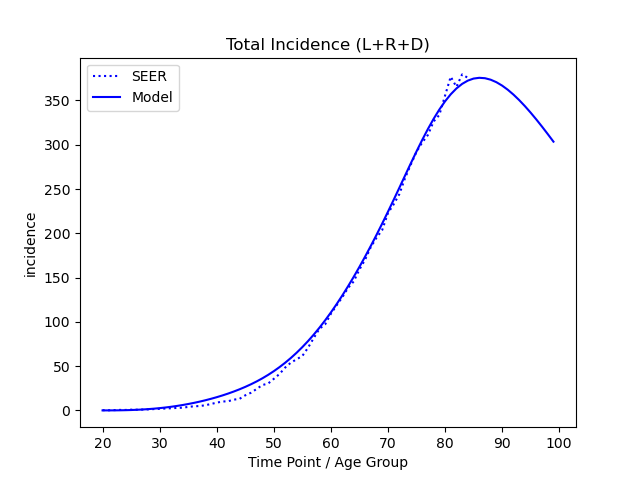 Total Incidence (L+R+D)
SEER
Model
350
300
250
200
150
100
50
0
incidence
20 30 40 50 60 70 80 90 100
Time Point / Age Group